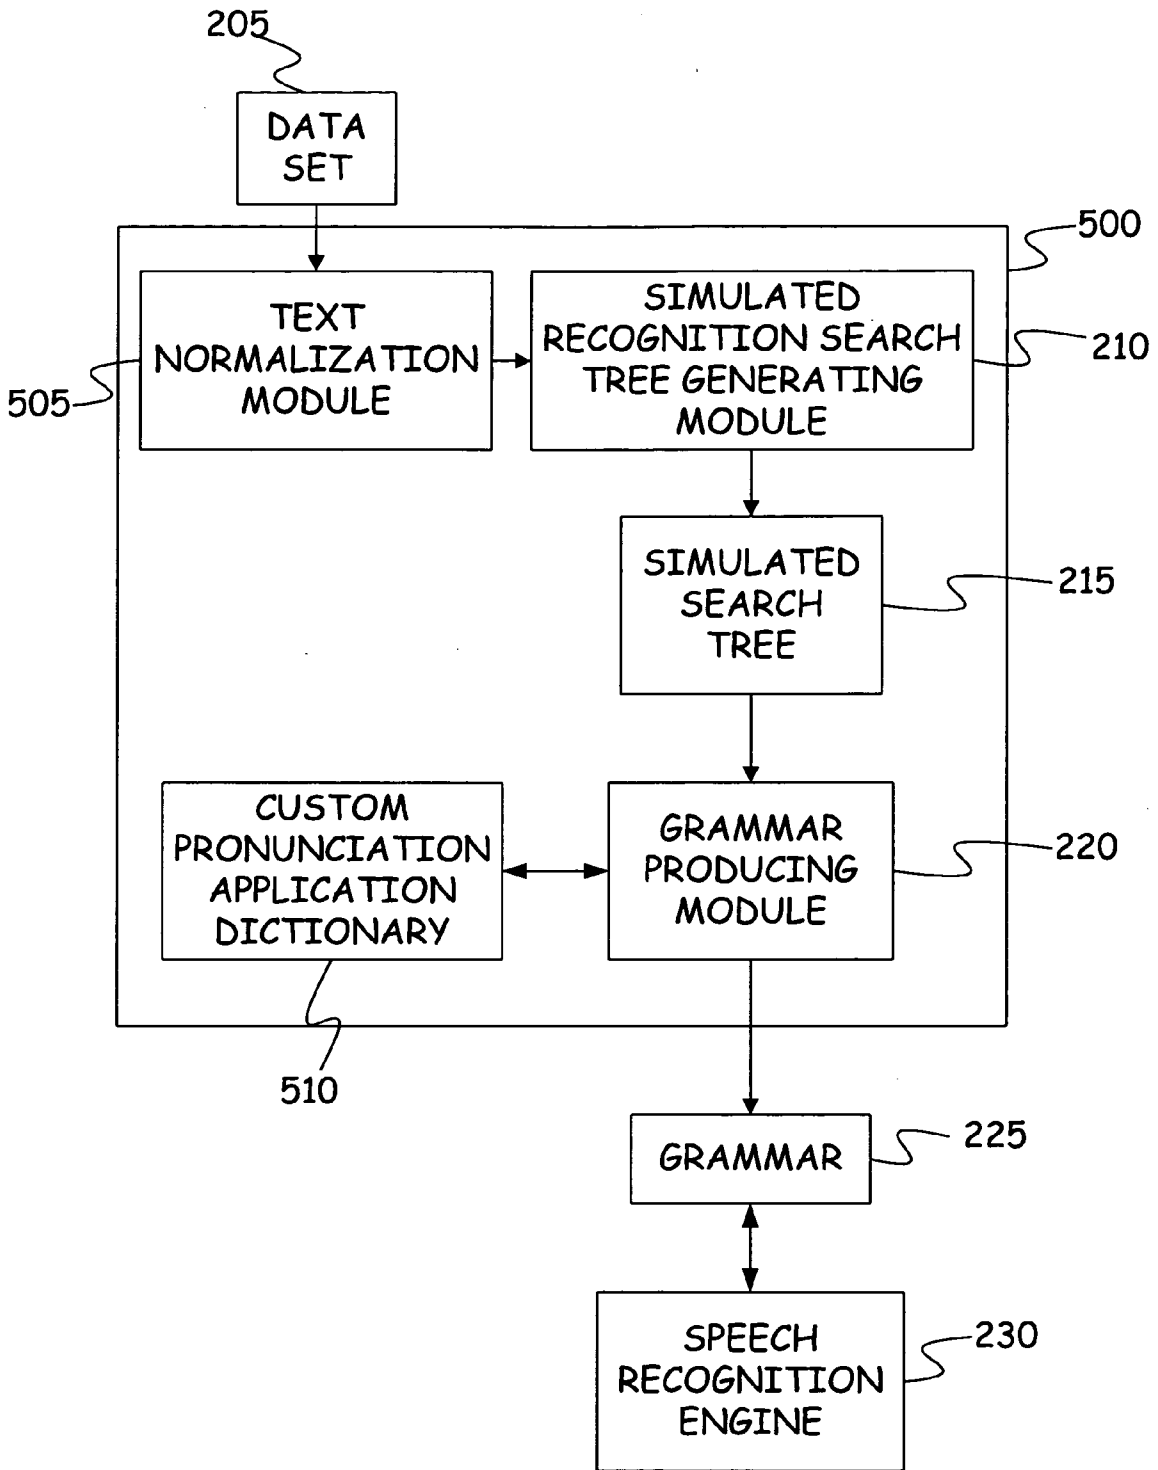 205
DATA
SET
500
TEXT
NORMALIZATION
MODULE
505
SIMULATED
RECOGNITION SEARCH
TREE GENERATING
MODULE
210
SIMULATED
SEARCH
TREE
215
CUSTOM
PRONUNCIATION
APPLICATION
DICTIONARY
510
GRAMMAR
PRODUCING
MODULE
220
GRAMMAR
225
SPEECH
RECOGNITION
ENGINE
230